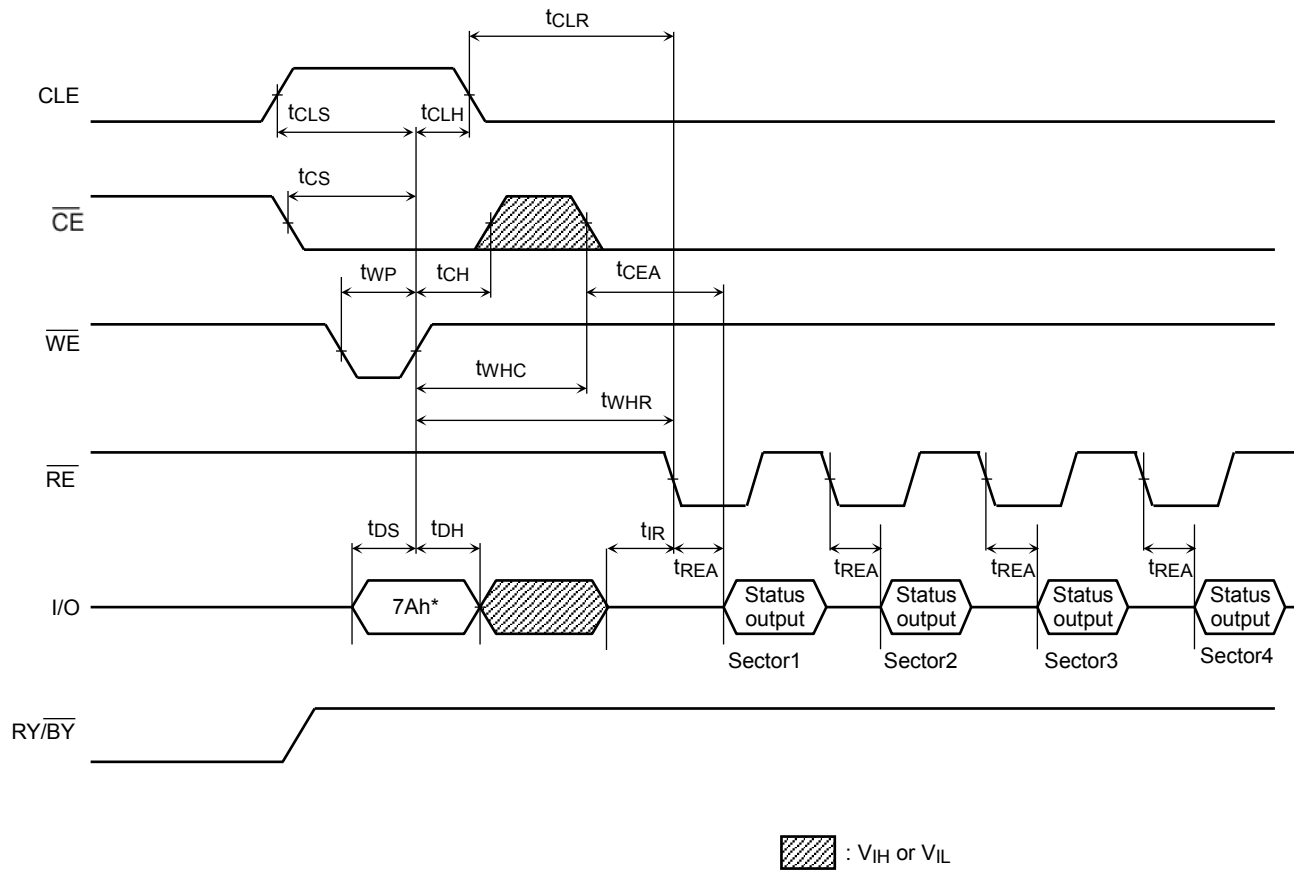 tCLR
CLE
tCLS
tCLH
tCS
CE
tWP
tCH
tCEA
WE
tWHC
tWHR
RE
tDS
tDH
tIR
tREA
tREA
tREA
tREA
I/O
7Ah*
Status output
Status output
Status output
Status output
Sector1
Sector2
Sector3
Sector4
RY/BY
: VIH or VIL